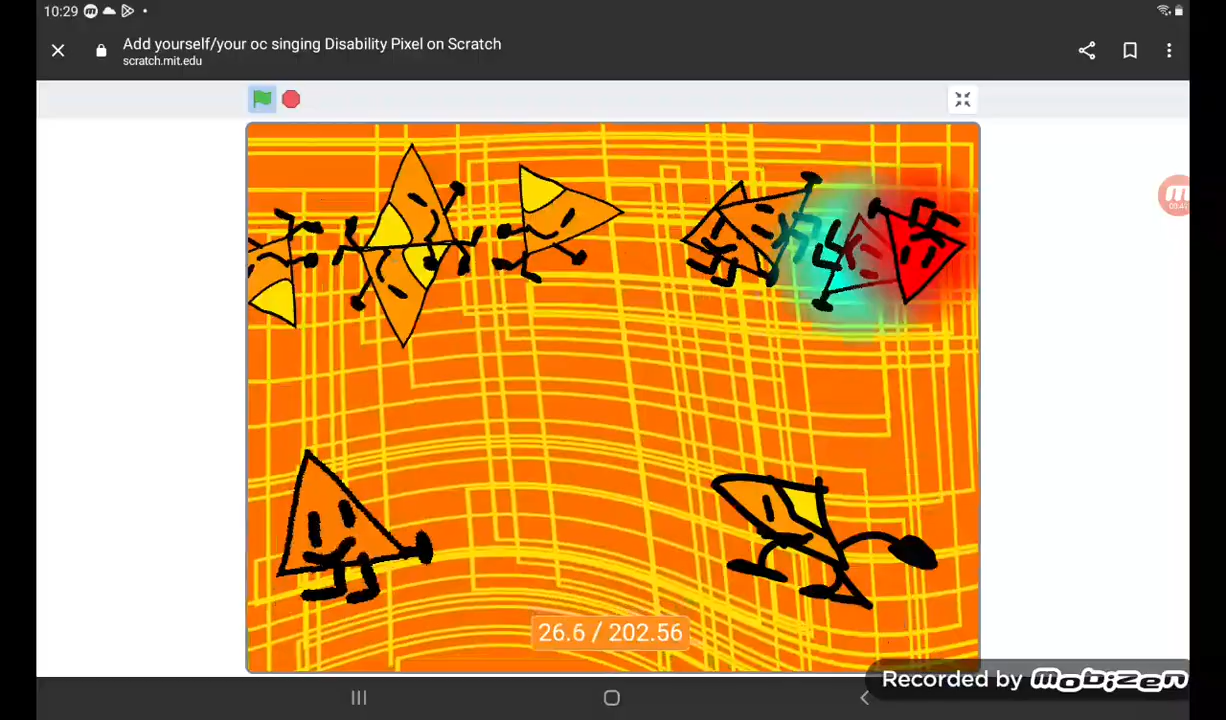 10:29
Add yourself/your oc singing Disability Pixel on Scratch
scratch.mit.edu
26.6 / 202.56
Recorded by mobizen